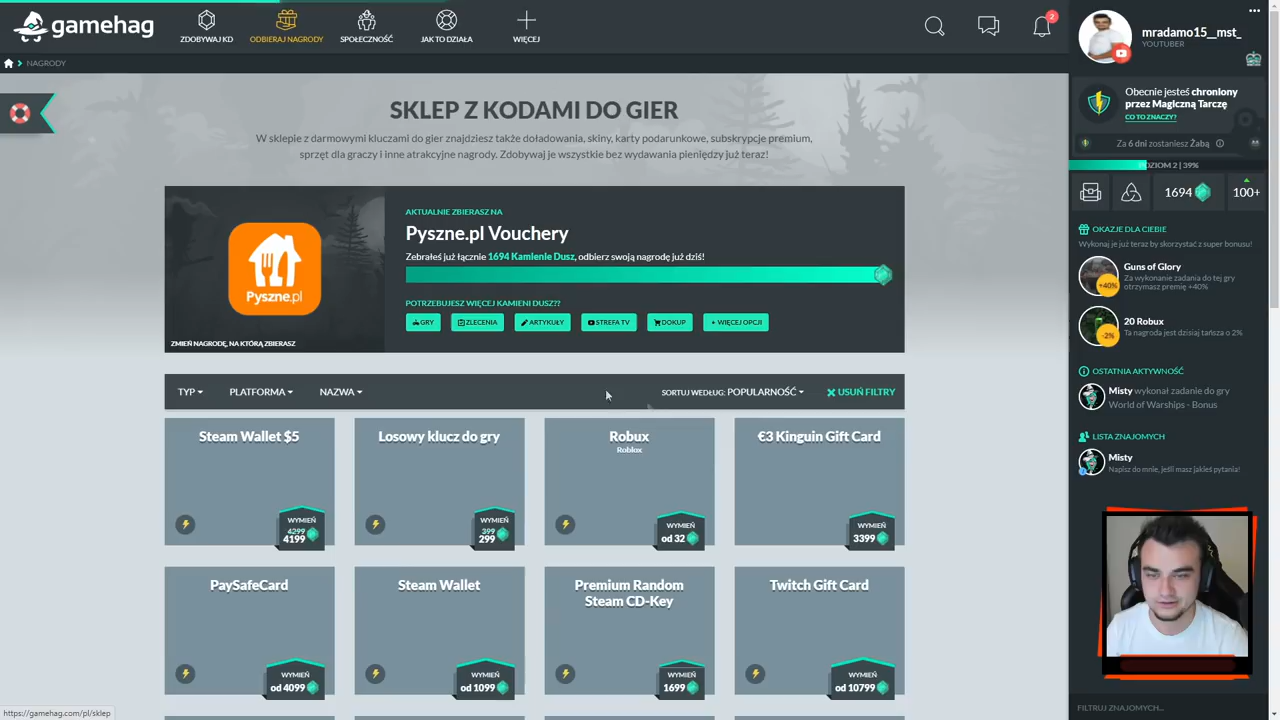 gamehag
ZDOBYWAJ KD
ODBIERAJ NAGRODY
SPOŁECZNOŚĆ
JAK TO DZIAŁA
WIĘCEJ
2
mradamo15__mst_
YOUTUBER
NAGRODY
Obecnie jesteś chroniony
przez Magiczną Tarczę
CO TO ZNACZY?
Za 6 dni zostaniesz Żabą
POZIOM 2 | 39%
1694
100+
SKLEP Z KODAMI DO GIER
W sklepie z darmowymi kluczami do gier znajdziesz także doładowania, skiny, karty podarunkowe, subskrypcje premium,
sprzęt dla graczy i inne atrakcyjne nagrody. Zdobywaj je wszystkie bez wydawania pieniędzy już teraz!
Pyszne.pl
ZMIEŃ NAGRODĘ, NA KTÓRĄ ZBIERASZ
AKTUALNIE ZBIERASZ NA
Pyszne.pl Vouchery
Zebrałeś już łącznie 1694 Kamienie Dusz, odbierz swoją nagrodę już dziś!
POTRZEBUJESZ WIĘCEJ KAMIENI DUSZ??
GRY
ZLECENIA
ARTYKUŁY
STREFA TV
DOKUP
+ WIĘCEJ OPCJI
OKAZJE DLA CIEBIE
Wykonaj je już teraz by skorzystać z super bonusu!
Guns of Glory
Za wykonanie zadania do tej gry
otrzymasz premię +40%
+40%
20 Robux
Ta nagroda jest dzisiaj tańsza o 2%
-2%
OSTATNIA AKTYWNOŚĆ
Misty wykonał zadanie do gry
World of Warships - Bonus
LISTA ZNAJOMYCH
Misty
Napisz do mnie, jeśli masz jakieś pytania!
TYP
PLATFORMA
NAZWA
SORTUJ WEDŁUG: POPULARNOŚĆ
USUŃ FILTRY
Steam Wallet $5
WYMIEŃ
4299
4199
Losowy klucz do gry
WYMIEŃ
399
299
Robux
Roblox
WYMIEŃ
od 32
€3 Kinguin Gift Card
WYMIEŃ
3399
PaySafeCard
WYMIEŃ
od 4099
Steam Wallet
WYMIEŃ
od 1099
Premium Random
Steam CD-Key
WYMIEŃ
1699
Twitch Gift Card
WYMIEŃ
od 10799
FILTRUJ ZNAJOMYCH...
https://gamehag.com/pl/sklep